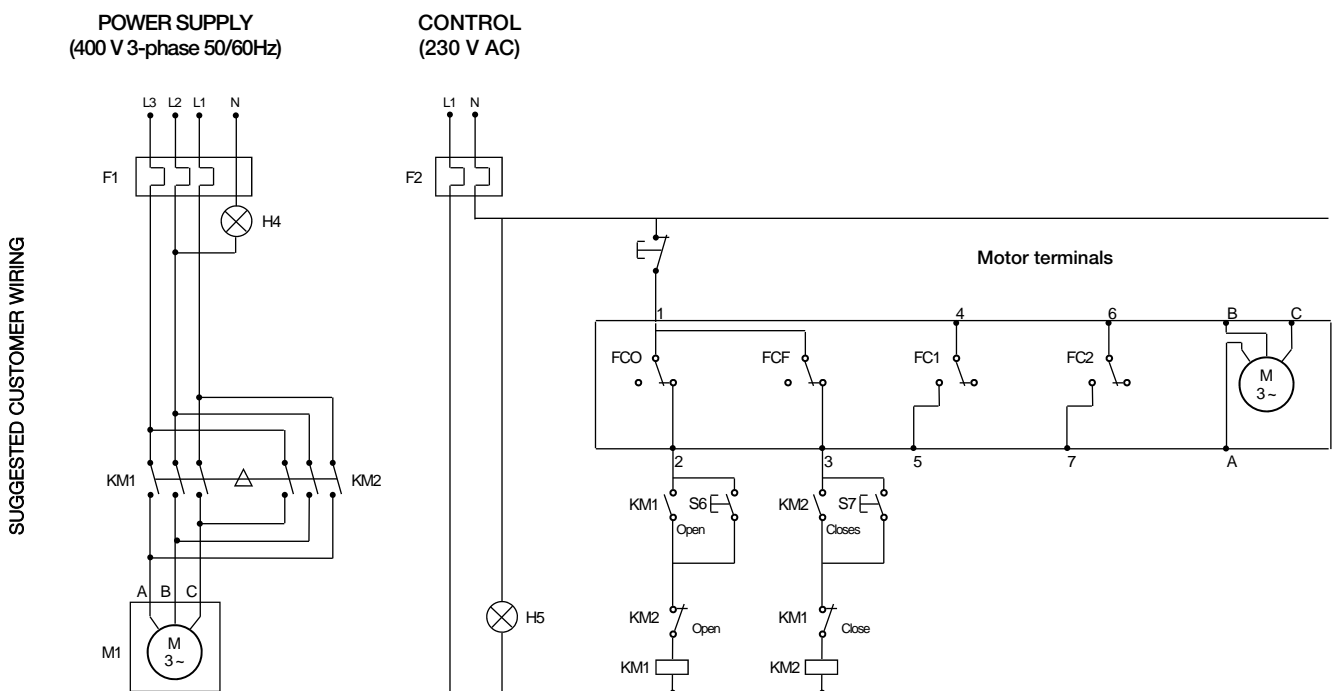 POWER SUPPLY
(400 V 3-phase 50/60Hz)
CONTROL
(230 V AC)
L3 L2 L1 N
L1 N
F1
F2
H4
SUGGESTED CUSTOMER WIRING
Motor terminals
1 4 6 B C
FCO FCF FC1 FC2
M
3~
2 3 5 7 A
KM1 KM2
KM1 S6 KM2 S7
Open Closes
A B C
KM2 KM1
Open Close
H5
M1
M
3~
KM1 KM2